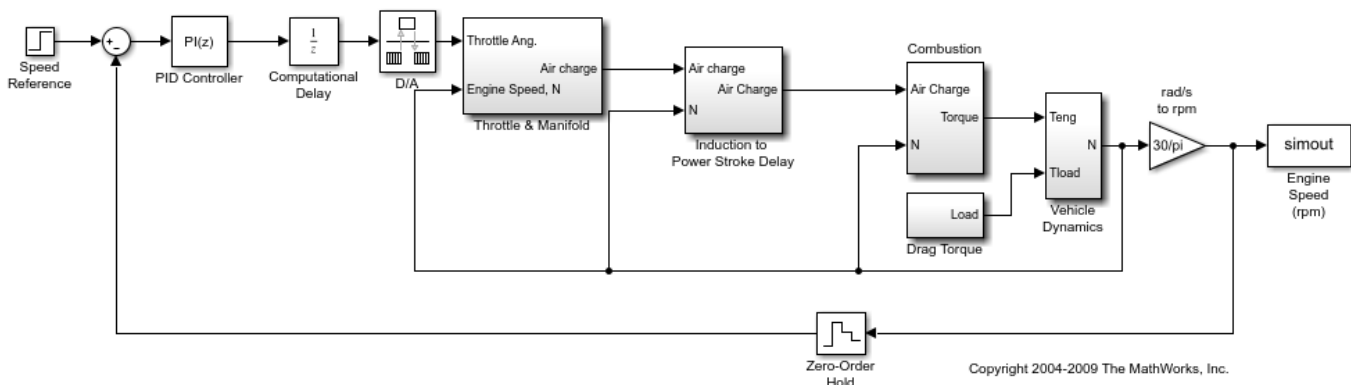 Speed
Reference
+
−
PI(z)
PID Controller
1
z
Computational
Delay
D/A
Throttle Ang.
Air charge
Engine Speed, N
Throttle & Manifold
Air charge
Air Charge
N
Induction to
Power Stroke Delay
Combustion
Air Charge
Torque
N
Load
Drag Torque
Teng
N
Tload
Vehicle
Dynamics
rad/s
to rpm
30/pi
simout
Engine
Speed
(rpm)
Zero-Order
Hold
Copyright 2004-2009 The MathWorks, Inc.